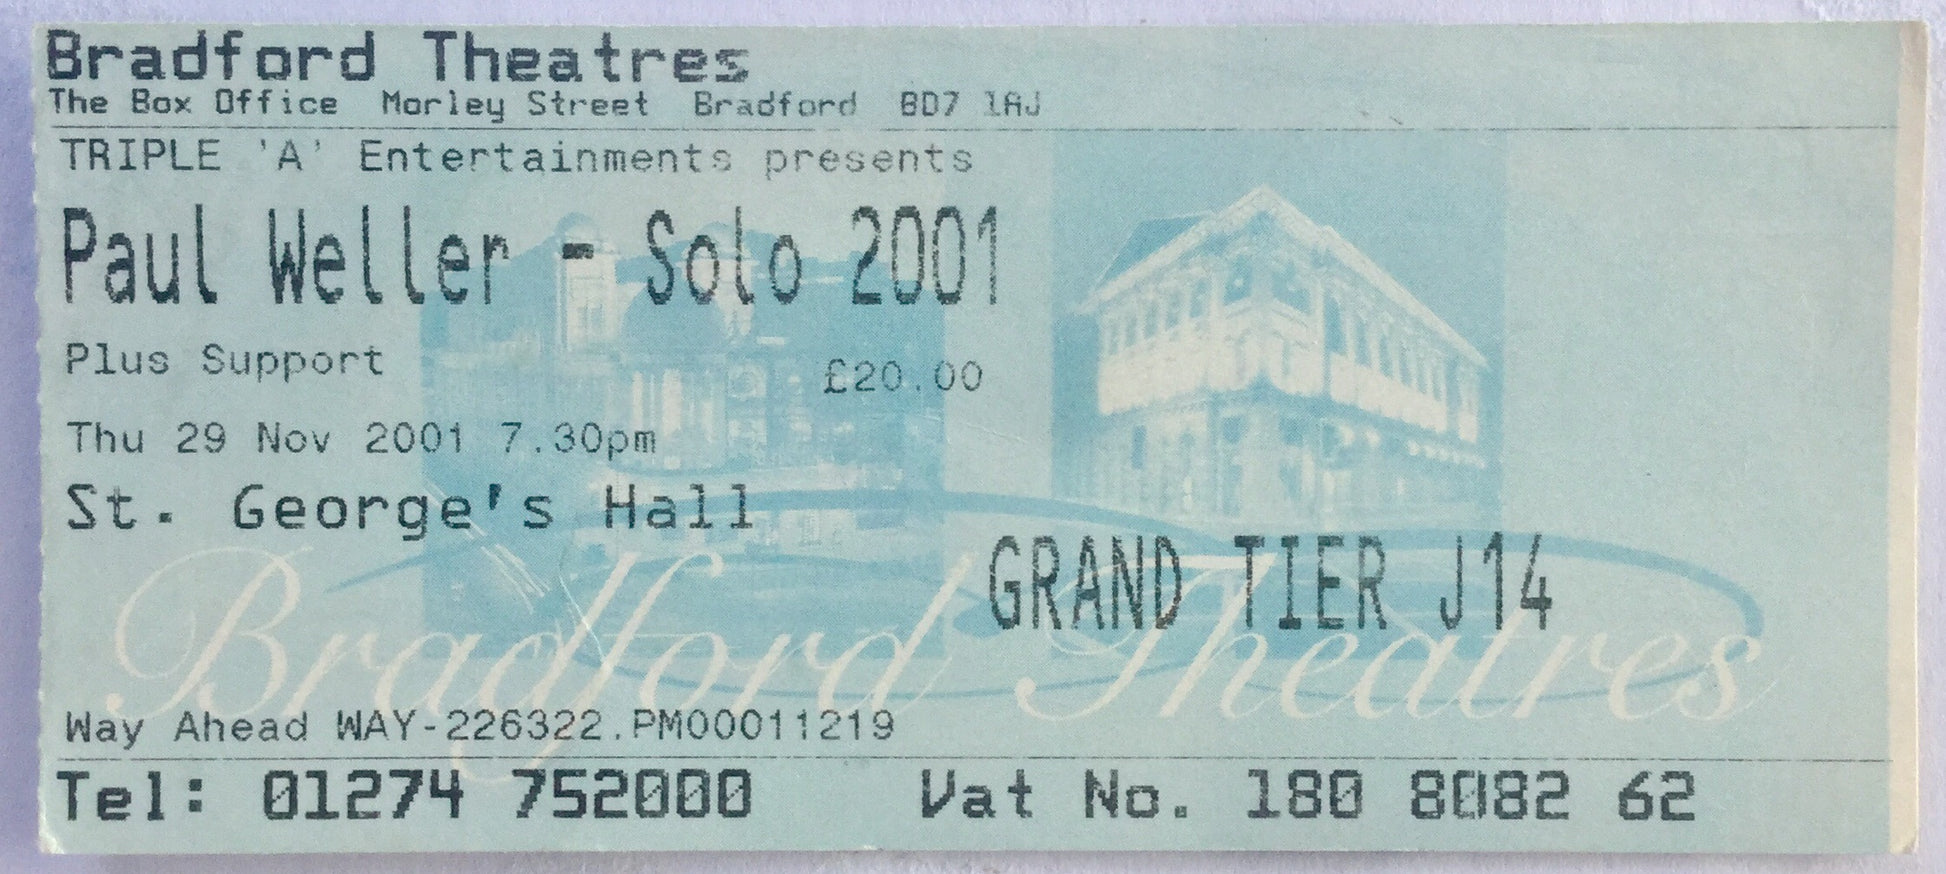 Bradford Theatres
The Box Office Morley Street Bradford BD7 1AJ
TRIPLE 'A' Entertainments presents
Paul Weller - Solo 2001
Plus Support
£20.00
Thu 29 Nov 2001 7.30pm
St. George's Hall
GRAND TIER J14
Bradford Theatres
Way Ahead WAY-226322.PM00011219
Tel: 01274 752000 Vat No. 180 8082 62